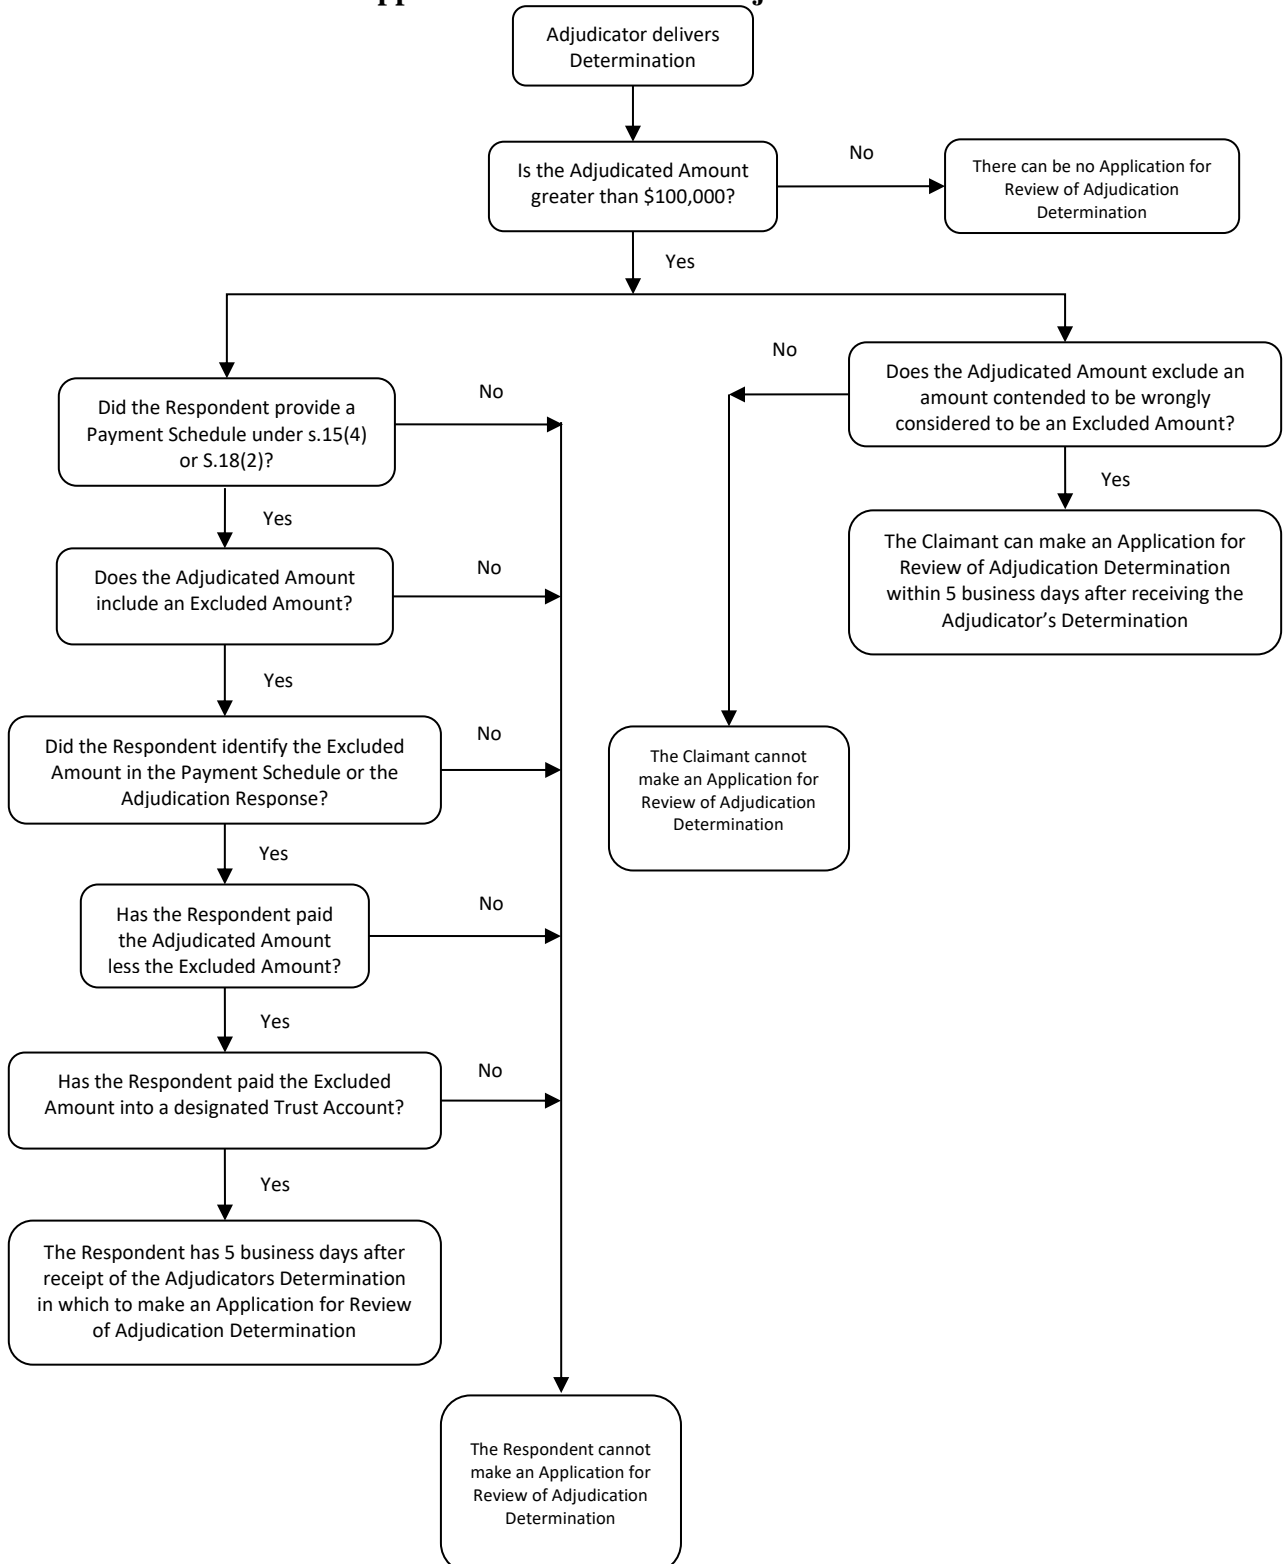 Adjudicator delivers
Determination
Is the Adjudicated Amount
greater than $100,000?
No
There can be no Application for
Review of Adjudication
Determination
Yes
No
Does the Adjudicated Amount exclude an
amount contended to be wrongly
considered to be an Excluded Amount?
Did the Respondent provide a
Payment Schedule under s.15(4)
or S.18(2)?
No
Yes
Yes
The Claimant can make an Application for
Review of Adjudication Determination
within 5 business days after receiving the
Adjudicator’s Determination
Does the Adjudicated Amount
include an Excluded Amount?
No
Yes
Did the Respondent identify the Excluded
Amount in the Payment Schedule or the
Adjudication Response?
No
The Claimant cannot
make an Application for
Review of Adjudication
Determination
Yes
Has the Respondent paid
the Adjudicated Amount
less the Excluded Amount?
No
Yes
Has the Respondent paid the Excluded
Amount into a designated Trust Account?
No
Yes
The Respondent has 5 business days after
receipt of the Adjudicators Determination
in which to make an Application for Review
of Adjudication Determination
The Respondent cannot
make an Application for
Review of Adjudication
Determination